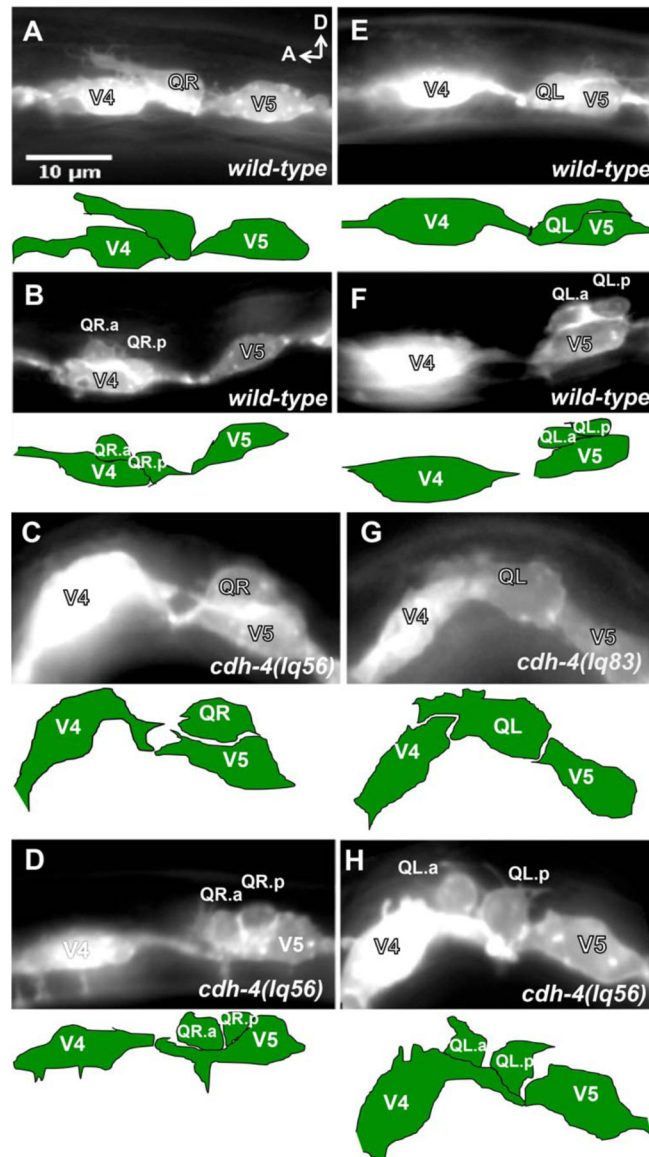 A
D
A
QR
V4
V5
10 µm
wild-type
V4
V5
B
QR.a
QR.p
V4
V5
wild-type
QR.a
V4
QR.p
V5
C
QR
V4
V5
cdh-4(lq56)
QR
V4
V5
D
QR.p
QR.a
V4
V5
cdh-4(lq56)
QR.p
QR.a
V4
V5
E
V4
QL
V5
wild-type
V4
QL
V5
F
QL.p
QL.a
V4
V5
wild-type
QL.p
QL.a
V5
V4
G
QL
V4
V5
cdh-4(lq83)
QL
V4
V5
H
QL.a
QL.p
V4
V5
cdh-4(lq56)
QL.a
QL.p
V4
V5